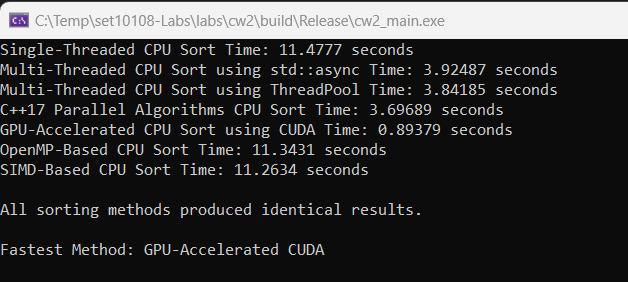 C:\Temp\set10108-Labs\labs\cw2\build\Release\cw2_main.exe
Single-Threaded CPU Sort Time: 11.4777 seconds
Multi-Threaded CPU Sort using std::async Time: 3.92487 seconds
Multi-Threaded CPU Sort using ThreadPool Time: 3.84185 seconds
C++17 Parallel Algorithms CPU Sort Time: 3.69689 seconds
GPU-Accelerated CPU Sort using CUDA Time: 0.89379 seconds
OpenMP-Based CPU Sort Time: 11.3431 seconds
SIMD-Based CPU Sort Time: 11.2634 seconds
All sorting methods produced identical results.
Fastest Method: GPU-Accelerated CUDA